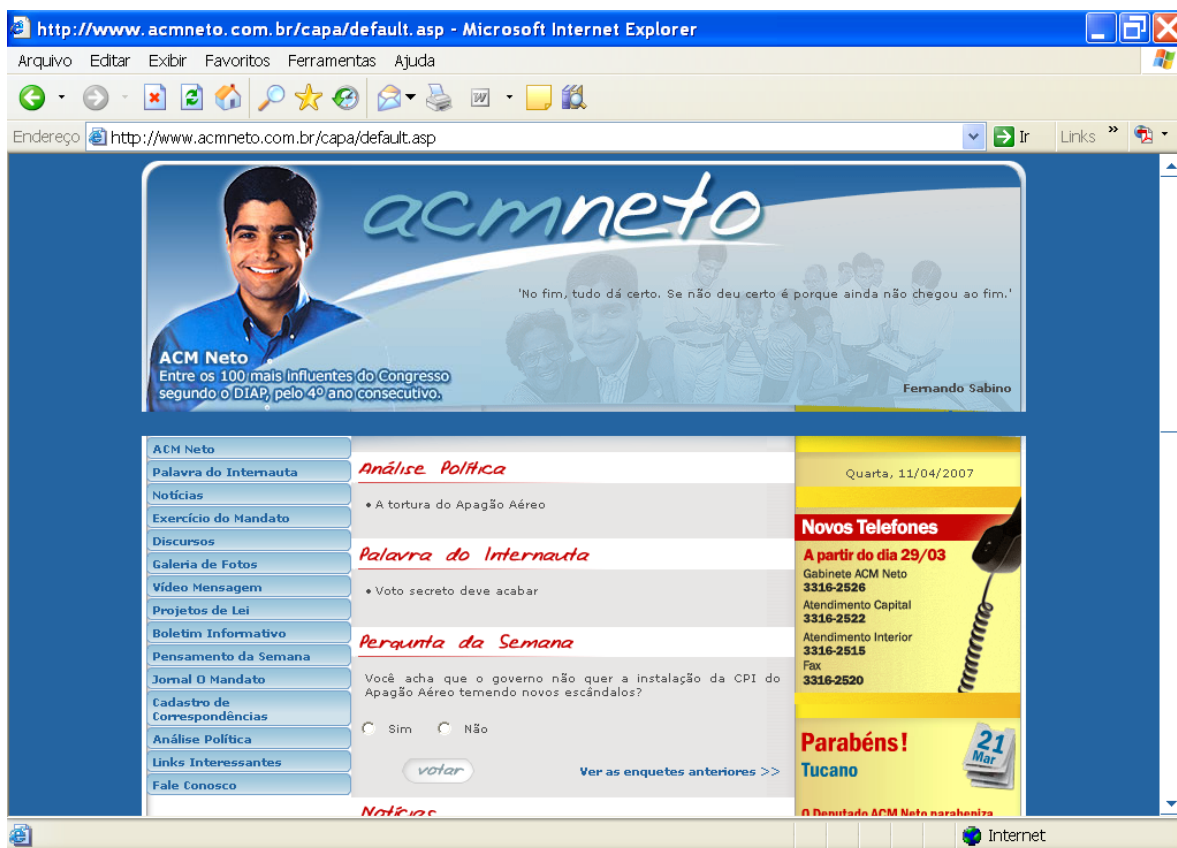 http://www.acmneto.com.br/capa/default.asp - Microsoft Internet Explorer
Arquivo Editar Exibir Favoritos Ferramentas Ajuda
Endereço http://www.acmneto.com.br/capa/default.asp Ir Links »
acmneto
'No fim, tudo dá certo. Se não deu certo é porque ainda não chegou ao fim.'
Fernando Sabino
ACM Neto
Entre os 100 mais influentes do Congresso
segundo o DIAP, pelo 4º ano consecutivo.
ACM Neto
Palavra do Internauta
Notícias
Exercício do Mandato
Discursos
Galeria de Fotos
Vídeo Mensagem
Projetos de Lei
Boletim Informativo
Pensamento da Semana
Jornal O Mandato
Cadastro de
Correspondências
Análise Política
Links Interessantes
Fale Conosco
Análise Política
• A tortura do Apagão Aéreo
Palavra do Internauta
• Voto secreto deve acabar
Pergunta da Semana
Você acha que o governo não quer a instalação da CPI do
Apagão Aéreo temendo novos escândalos?
Sim Não
votar
Ver as enquetes anteriores >>
Notícias
Quarta, 11/04/2007
Novos Telefones
A partir do dia 29/03
Gabinete ACM Neto
3316-2526
Atendimento Capital
3316-2522
Atendimento Interior
3316-2515
Fax
3316-2520
Parabéns!
21
Mar
Tucano
O Deputado ACM Neto parabeniza
Internet